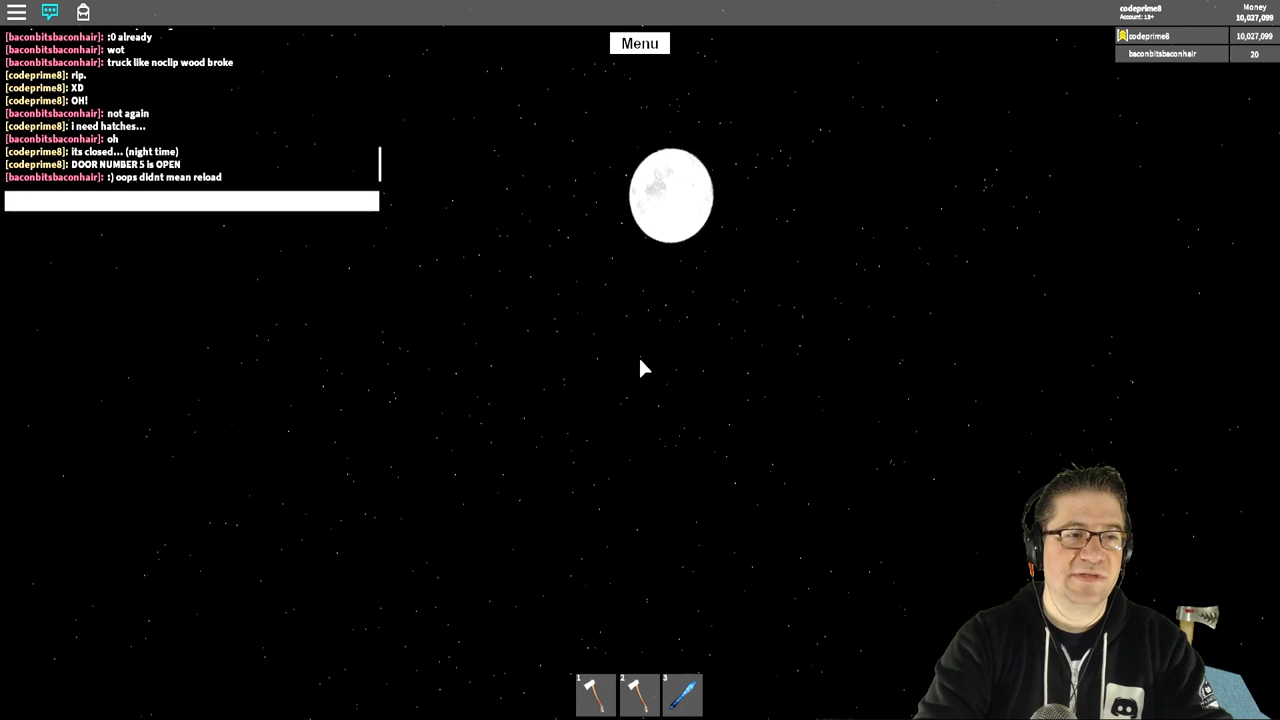 codeprime8
Account: 13+
Money
10,027,099
codeprime8 10,027,099
baconbitsbaconhair 20
Menu
[baconbitsbaconhair]: :0 already
[baconbitsbaconhair]: wot
[baconbitsbaconhair]: truck like noclip wood broke
[codeprime8]: rip.
[codeprime8]: XD
[codeprime8]: OH!
[baconbitsbaconhair]: not again
[codeprime8]: i need hatches...
[baconbitsbaconhair]: oh
[codeprime8]: its closed... (night time)
[codeprime8]: DOOR NUMBER 5 is OPEN
[baconbitsbaconhair]: :) oops didnt mean reload
1 2 3